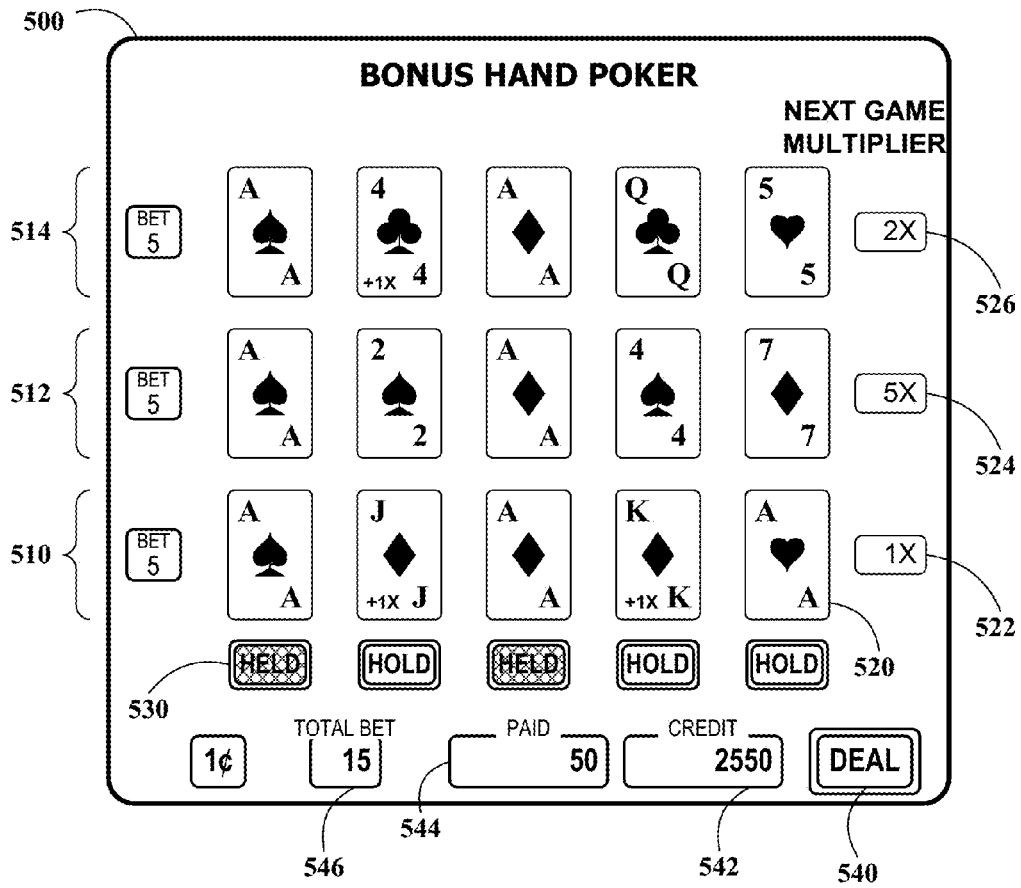 500
BONUS HAND POKER
NEXT GAME
MULTIPLIER
514
BET
5
A
A
4
+1X 4
A
A
Q
Q
5
5
2X
526
512
BET
5
A
A
2
2
A
A
4
4
7
7
5X
524
510
BET
5
A
A
J
+1X J
A
A
K
+1X K
A
A
1X
522
520
530
HELD
HOLD
HELD
HOLD
HOLD
1¢
TOTAL BET
15
PAID
50
CREDIT
2550
DEAL
546
544
542
540